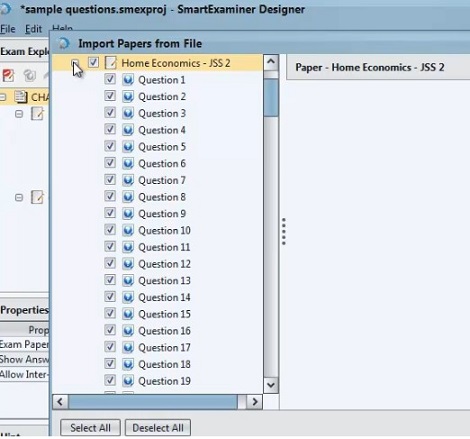 *sample questions.smexproj - SmartExaminer Designer
File Edit Help
Import Papers from File
Exam Expl
Home Economics - JSS 2
Paper - Home Economics - JSS 2
Question 1
Question 2
CHA
Question 3
Question 4
Question 5
Question 6
Question 7
Question 8
Question 9
Question 10
Question 11
Question 12
Question 13
Question 14
Question 15
Properties
Question 16
Prop
Exam Paper
Question 17
Show Answ
Question 18
Allow Inter-
Question 19
Select All Deselect All